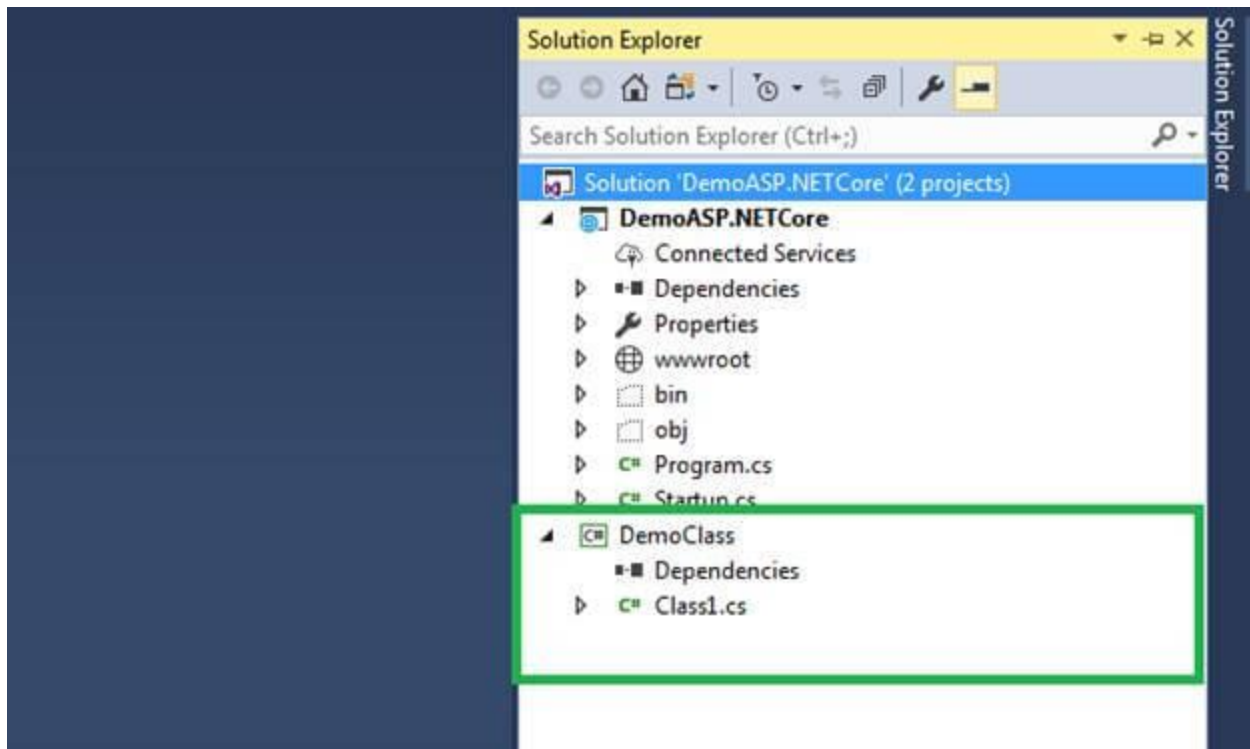 Solution Explorer
Search Solution Explorer (Ctrl+;)
Solution 'DemoASP.NETCore' (2 projects)
DemoASP.NETCore
Connected Services
Dependencies
Properties
wwwroot
bin
obj
C# Program.cs
C# Startup.cs
C# DemoClass
Dependencies
C# Class1.cs
Solution Explorer